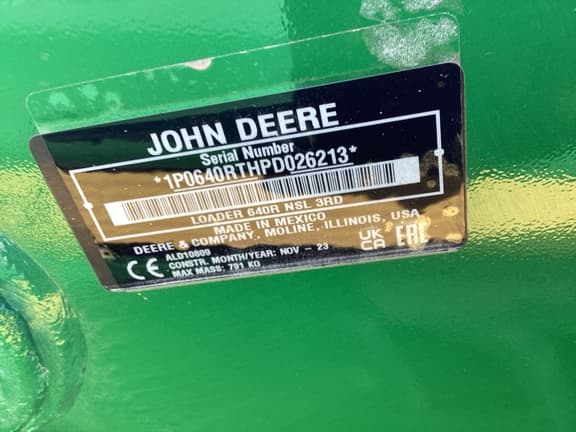 JOHN DEERE
Serial Number
*1P0640RTHPD026213*
LOADER 640R NSL 3RD
MADE IN MEXICO
DEERE & COMPANY, MOLINE, ILLINOIS, USA
ALD10609
CONSTR. MONTH/YEAR: NOV - 23
MAX MASS: 791 KG
CE
UK
CA
EAC